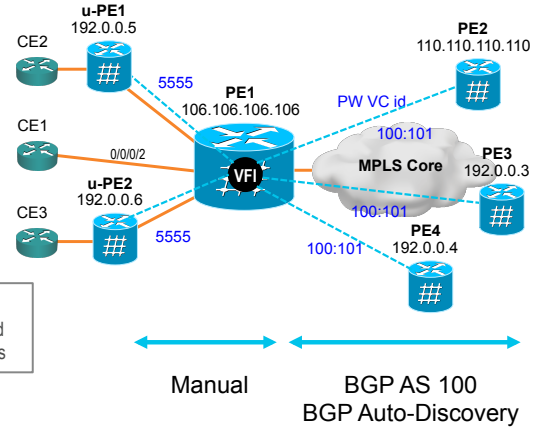 u-PE1
192.0.0.5
CE2
PE2
110.110.110.110
5555
PE1
106.106.106.106
PW VC id
CE1
0/0/0/2
100:101
VFI
MPLS Core
PE3
192.0.0.3
u-PE2
192.0.0.6
CE3
5555
100:101
100:101
PE4
192.0.0.4
d
s
Manual
BGP AS 100
BGP Auto-Discovery